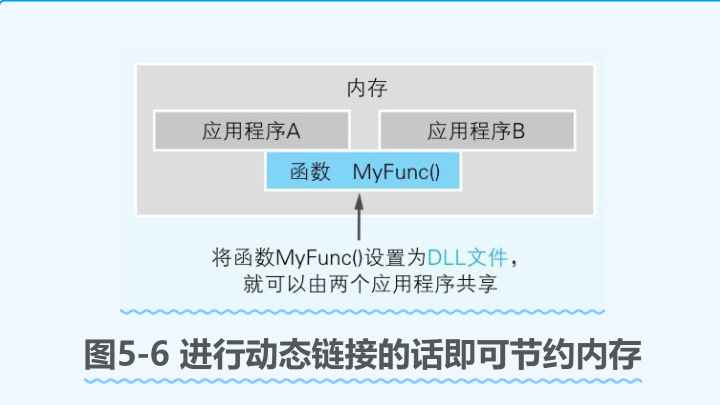 内存
应用程序A
应用程序B
函数　MyFunc()
将函数MyFunc()设置为DLL文件，
就可以由两个应用程序共享
图5-6 进行动态链接的话即可节约内存